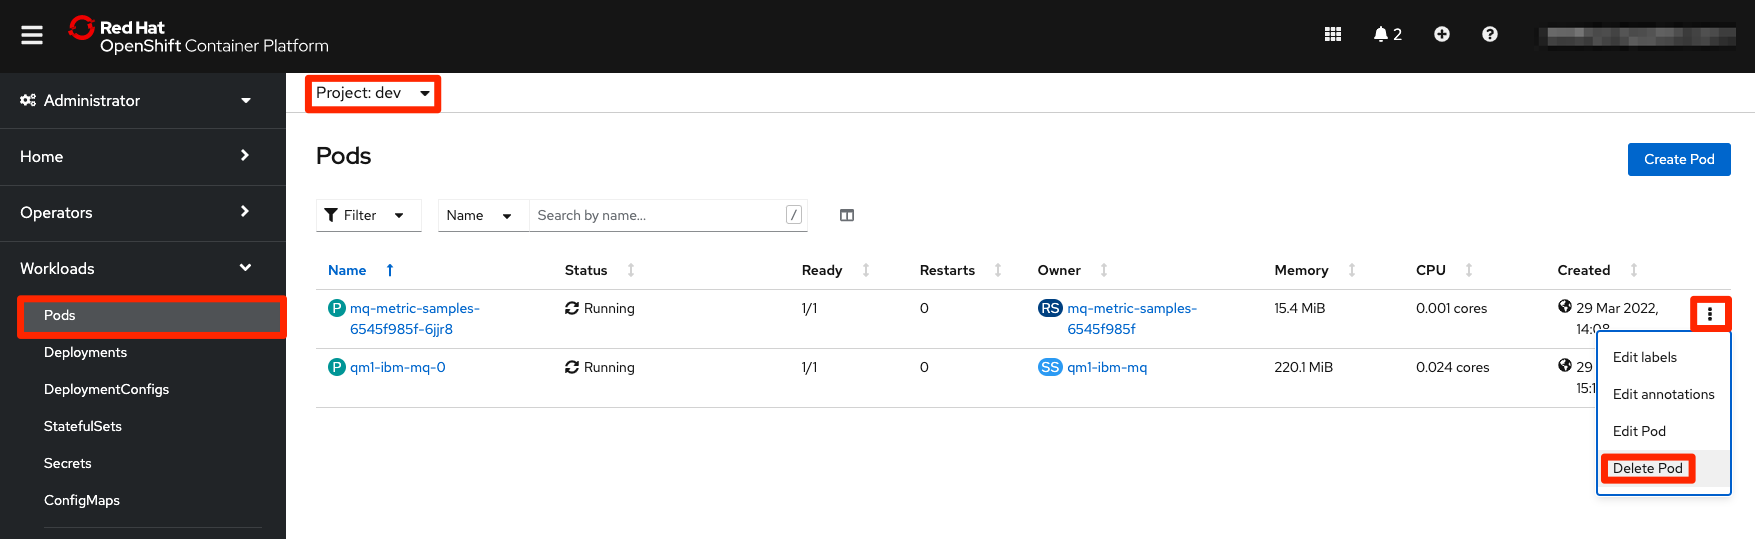 Red Hat
OpenShift Container Platform
2
Administrator
Home
Operators
Workloads
Pods
Deployments
DeploymentConfigs
StatefulSets
Secrets
ConfigMaps
Project: dev
Pods
Create Pod
Filter
Name
Search by name...
/
Name Status Ready Restarts Owner Memory CPU Created
P mq-metric-samples- Running 1/1 0 RS mq-metric-samples- 15.4 MiB 0.001 cores 29 Mar 2022,
6545f985f-6jjr8 6545f985f 14:08
P qm1-ibm-mq-0 Running 1/1 0 SS qm1-ibm-mq 220.1 MiB 0.024 cores 29
15:1
Edit labels
Edit annotations
Edit Pod
Delete Pod